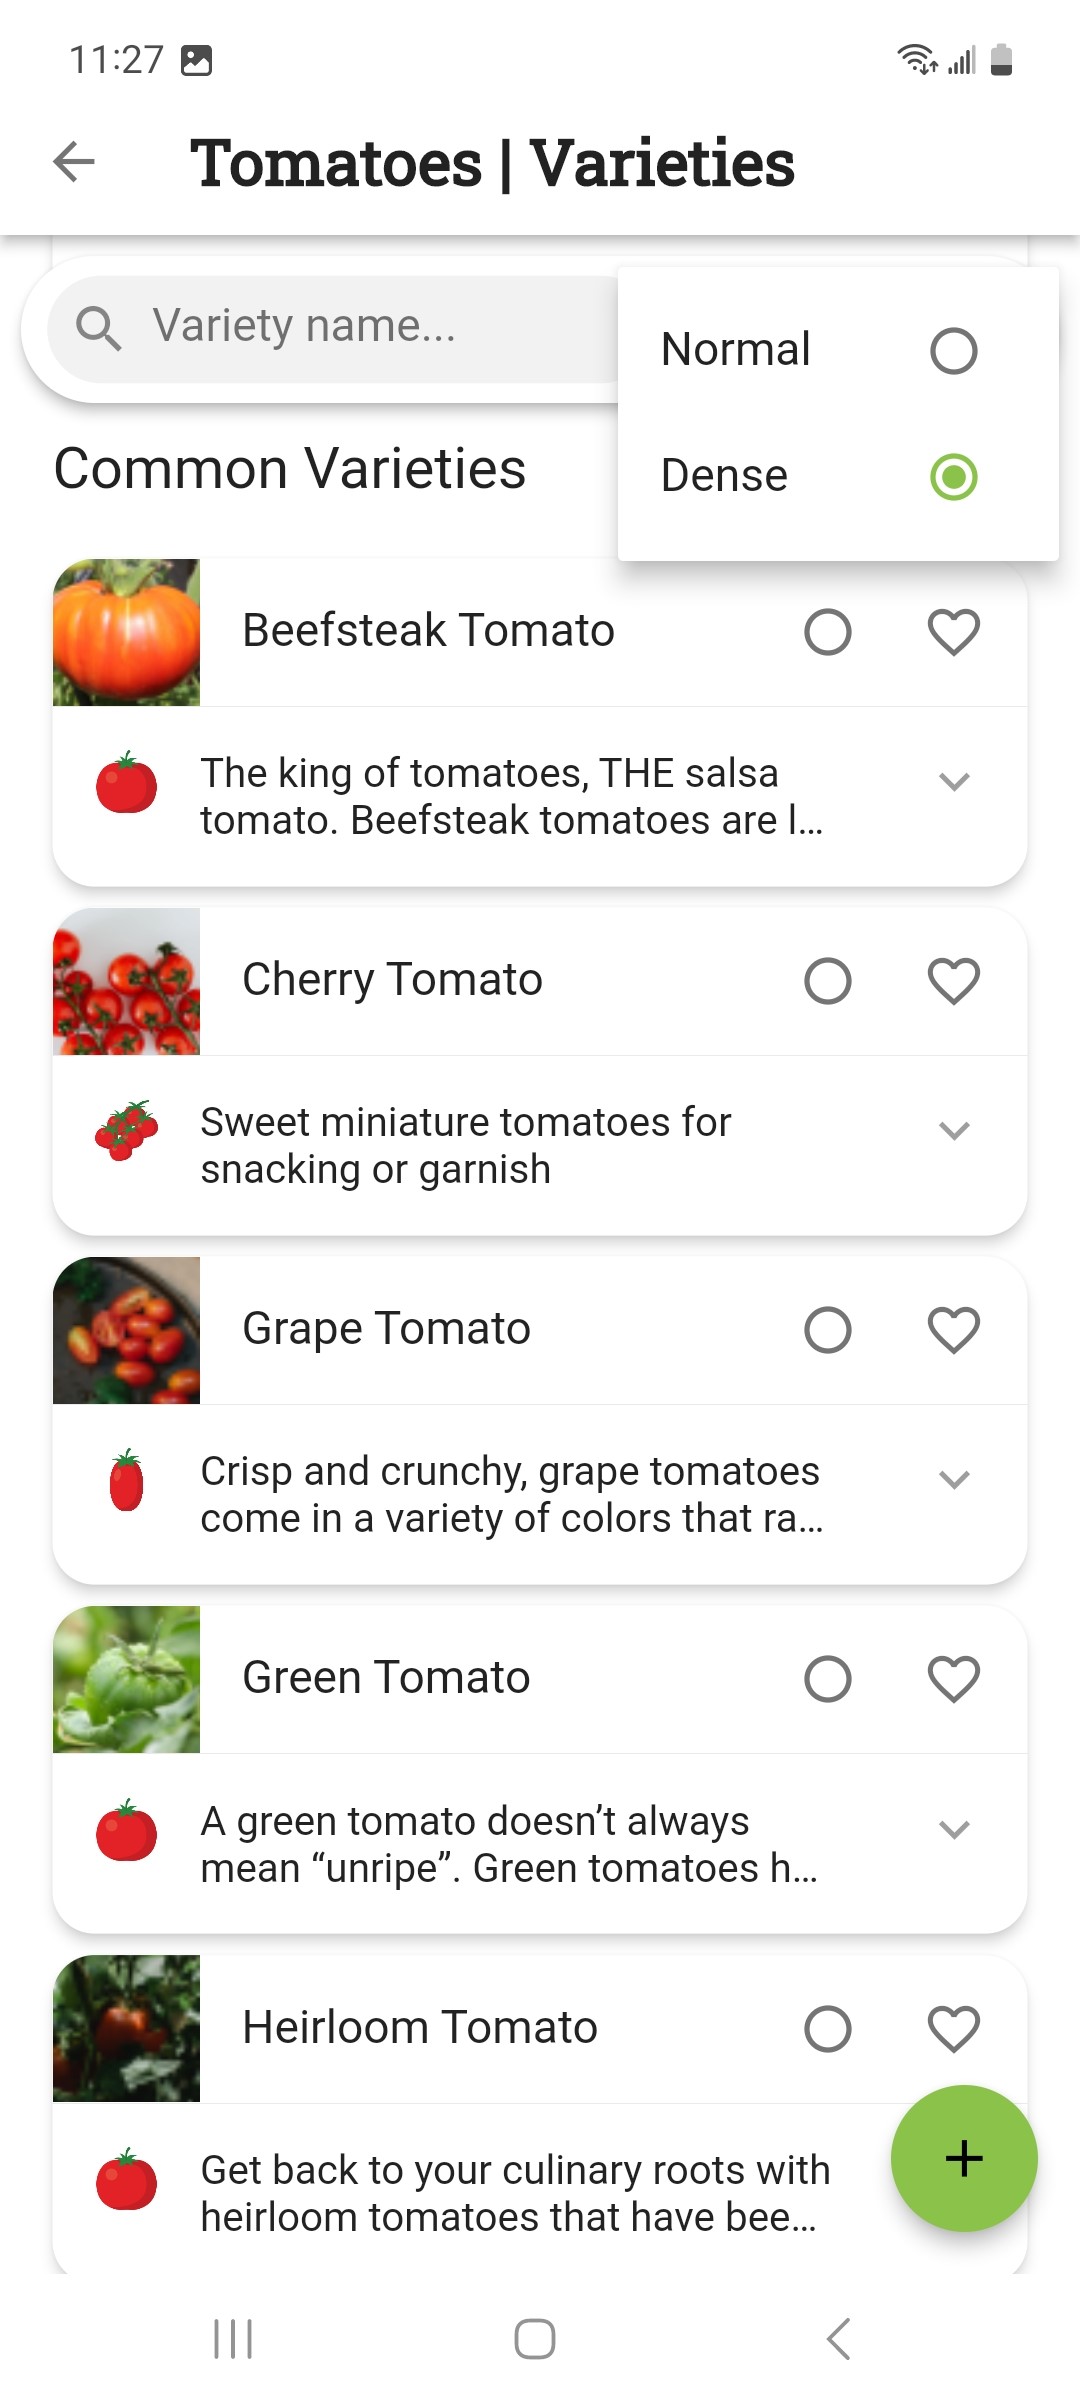 11:27
Tomatoes | Varieties
Variety name...
Normal
Dense
Common Varieties
Beefsteak Tomato
The king of tomatoes, THE salsa
tomato. Beefsteak tomatoes are l...
Cherry Tomato
Sweet miniature tomatoes for
snacking or garnish
Grape Tomato
Crisp and crunchy, grape tomatoes
come in a variety of colors that ra...
Green Tomato
A green tomato doesn’t always
mean “unripe”. Green tomatoes h...
Heirloom Tomato
Get back to your culinary roots with
heirloom tomatoes that have bee...